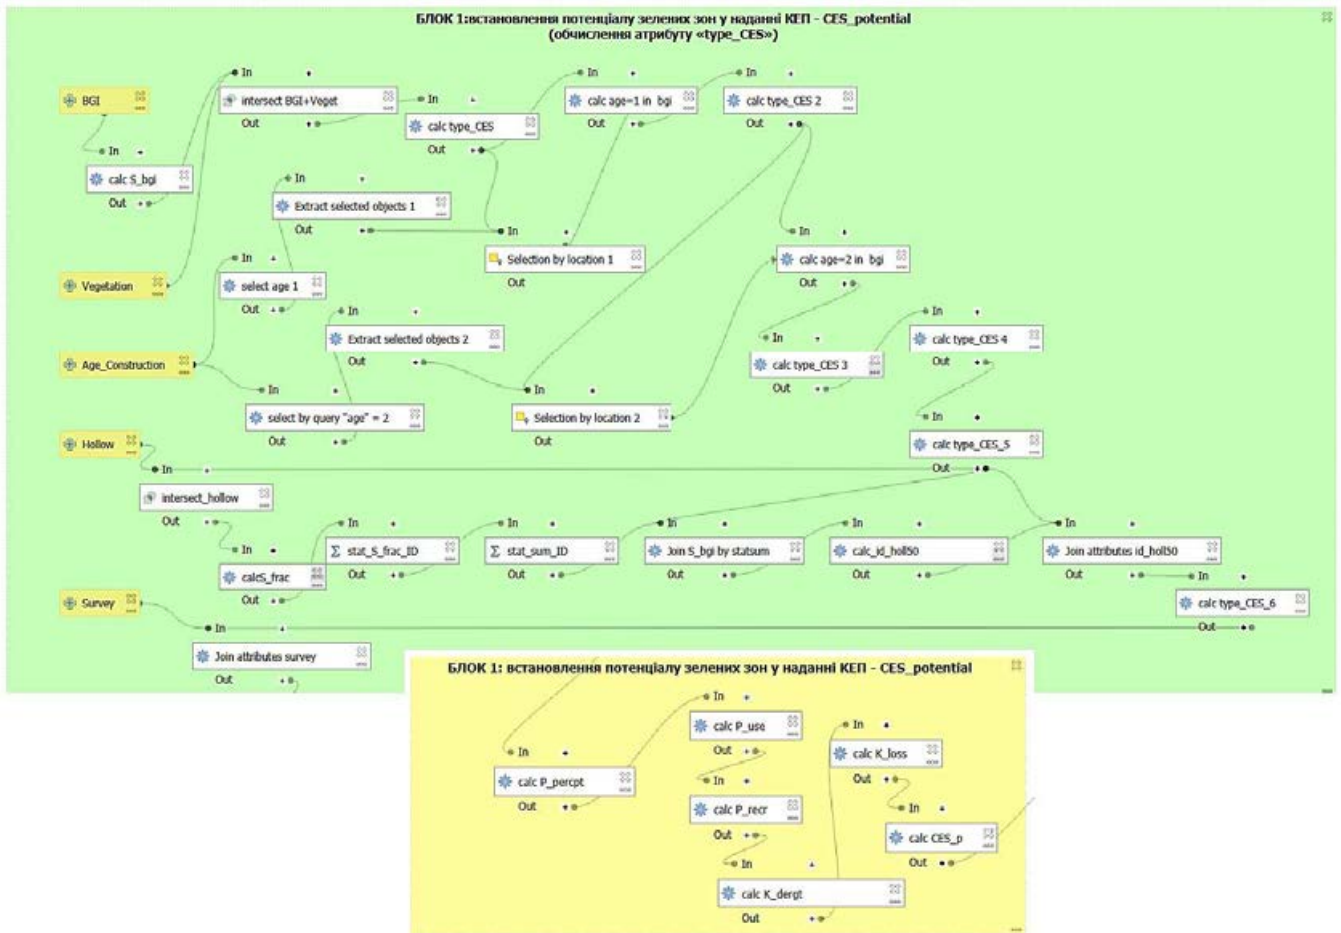 БЛОК 1:встановлення потенціалу зелених зон у наданні КЕП - CES_potential
(обчислення атрибуту «type_CES»)
In
In
In
BGI
intersect BGI+Veget
In
calc age=1 in bgi
calc type_CES 2
Out
calc type_CES
Out
Out
In
Out
calc S_bgi
In
Out
Extract selected objects 1
Out
In
In
In
Selection by location 1
calc age=2 in bgi
Vegetation
select age 1
Out
Out
Out
In
In
Extract selected objects 2
In
calc type_CES 4
Age_Construction
Out
calc type_CES 3
Out
In
In
Out
select by query "age" = 2
Selection by location 2
In
Hollow
Out
Out
calc type_CES_5
In
Out
intersect_hollow
Out
In
In
In
In
In
In
stat_S_frac_ID
stat_sum_ID
Join S_bgi by statsum
calc_id_holl50
Join attributes id_holl50
calcS_frac
Out
Out
Out
Out
Out
In
Out
Survey
calc type_CES_6
In
Out
Join attributes survey
Out
БЛОК 1: встановлення потенціалу зелених зон у наданні КЕП - CES_potential
In
calc P_use
In
In
Out
calc K_loss
calc P_percpt
In
Out
Out
calc P_recr
In
Out
calc CES_p
In
Out
calc K_dergt
Out